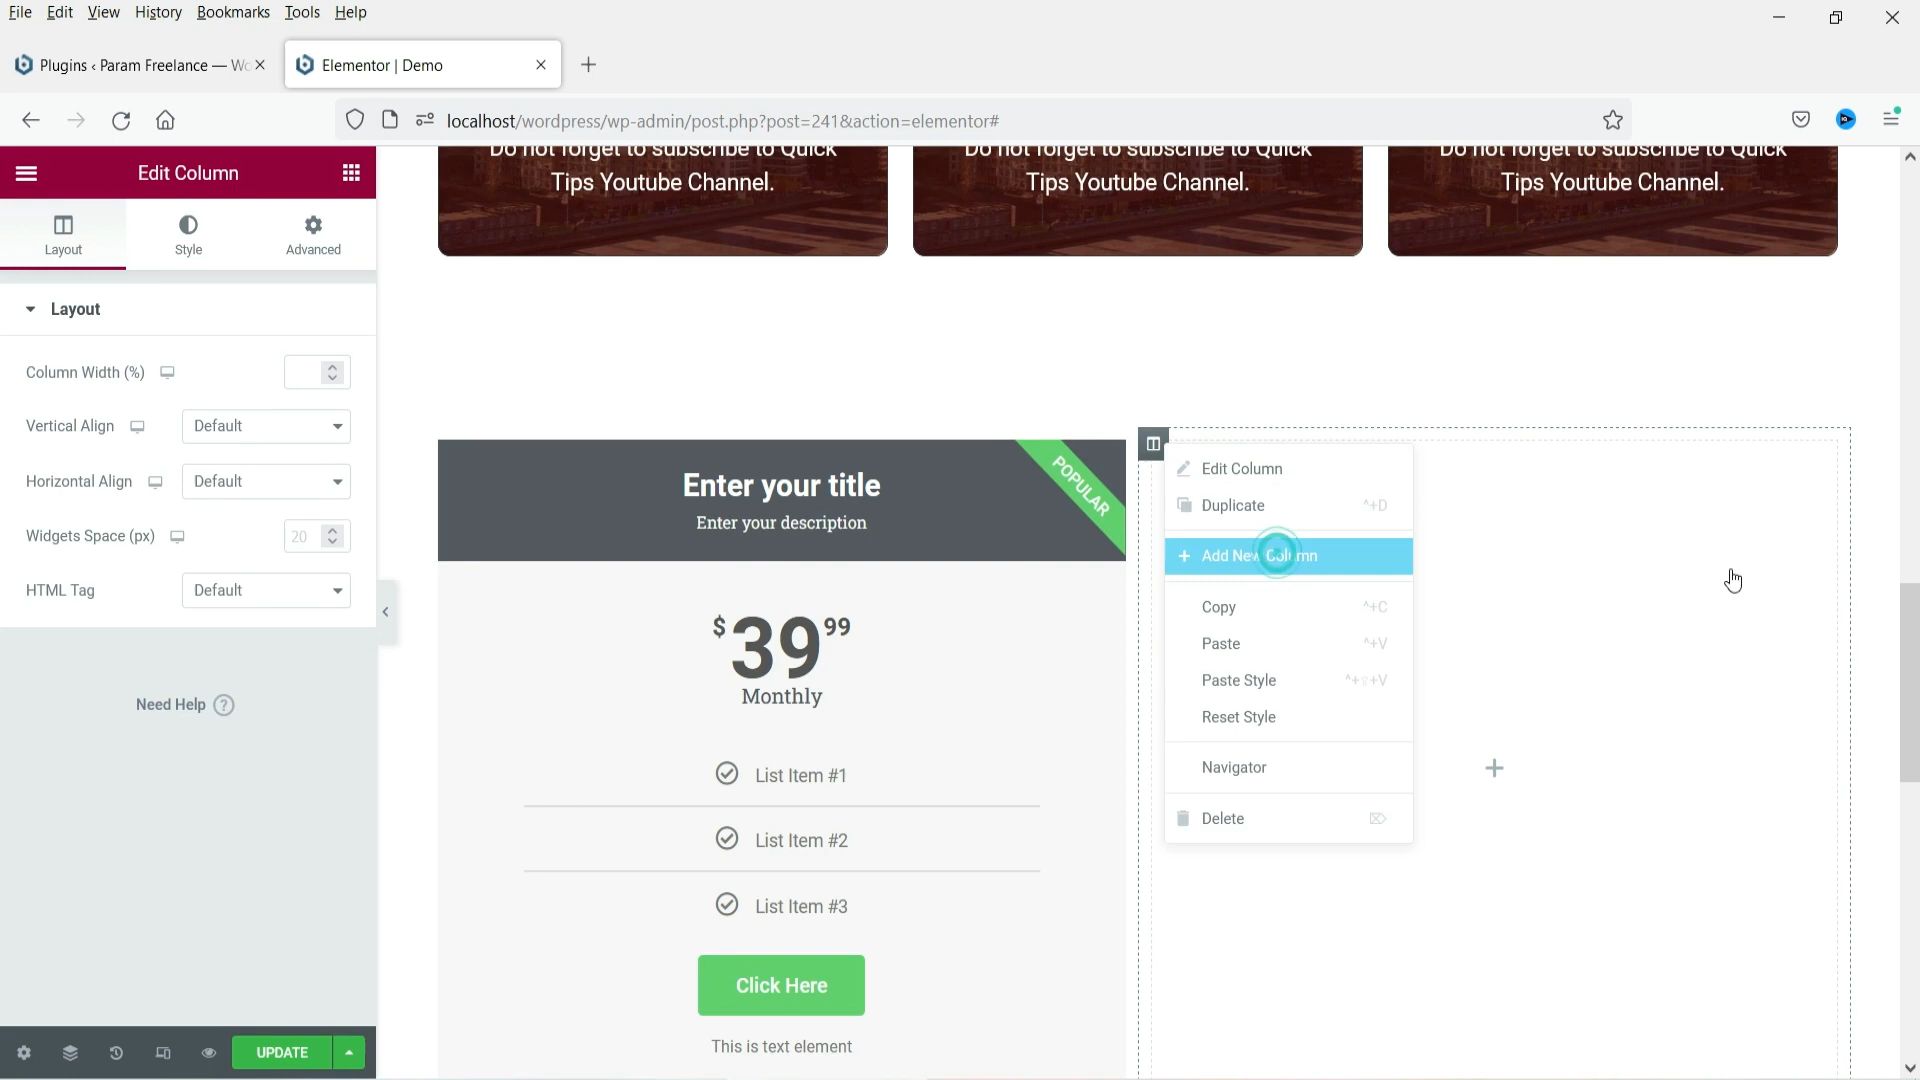 File Edit View History Bookmarks Tools Help
Plugins ‹ Param Freelance — Wo
Elementor | Demo
localhost/wordpress/wp-admin/post.php?post=241&action=elementor#
Edit Column
Layout
Style
Advanced
Layout
Column Width (%)
Vertical Align
Default
Horizontal Align
Default
Widgets Space (px)
20
HTML Tag
Default
Need Help ?
UPDATE
Do not forget to subscribe to Quick
Tips Youtube Channel.
Do not forget to subscribe to Quick
Tips Youtube Channel.
Do not forget to subscribe to Quick
Tips Youtube Channel.
Enter your title
Enter your description
POPULAR
$39.99
Monthly
List Item #1
List Item #2
List Item #3
Click Here
This is text element
Edit Column
Duplicate ^+D
+ Add New Column
Copy ^+C
Paste ^+V
Paste Style ^+⇧+V
Reset Style
Navigator
Delete ⌦